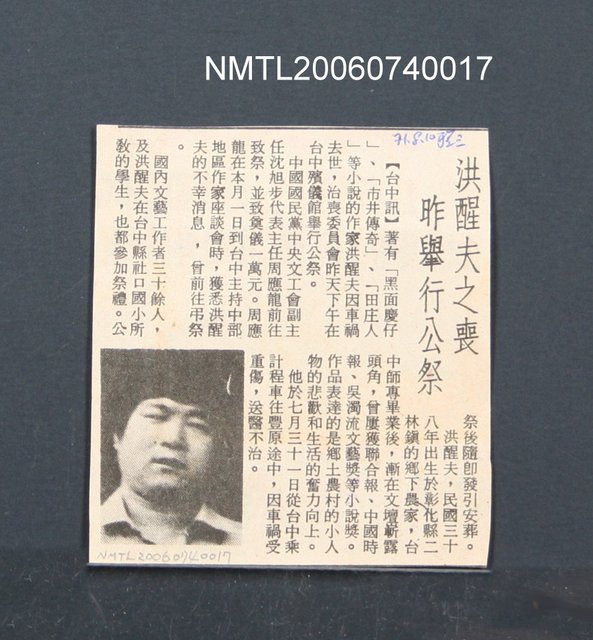 NMTL20060740017
71.8.10
洪醒夫之喪
昨舉行公祭
【台中訊】著有「黑面慶仔
」、「市井傳奇」、「田庄人
」等小說的作家洪醒夫因車禍
去世，治喪委員會昨天下午在
台中殯儀館舉行公祭。
中國國民黨中央文工會副主
任沈旭步代表主任周應龍前往
致祭，並致奠儀一萬元。周應
龍在本月一日到台中主持中部
地區作家座談會時，獲悉洪醒
夫的不幸消息，曾前往弔祭
。
國內文藝工作者三十餘人，
及洪醒夫在台中縣社口國小所
教的學生，也都參加祭禮。公
祭後隨即發引安葬。
洪醒夫，民國三十
八年出生於彰化縣二
林鎮的鄉下農家，台
中師專畢業後，漸在文壇嶄露
頭角，曾屢獲聯合報、中國時
報、吳濁流文藝獎等小說獎。
作品表達的是鄉土農村的小人
物的悲歡和生活的奮力向上。
他於七月三十一日從台中乘
計程車往豐原途中，因車禍受
重傷，送醫不治。
NMTL20060740017